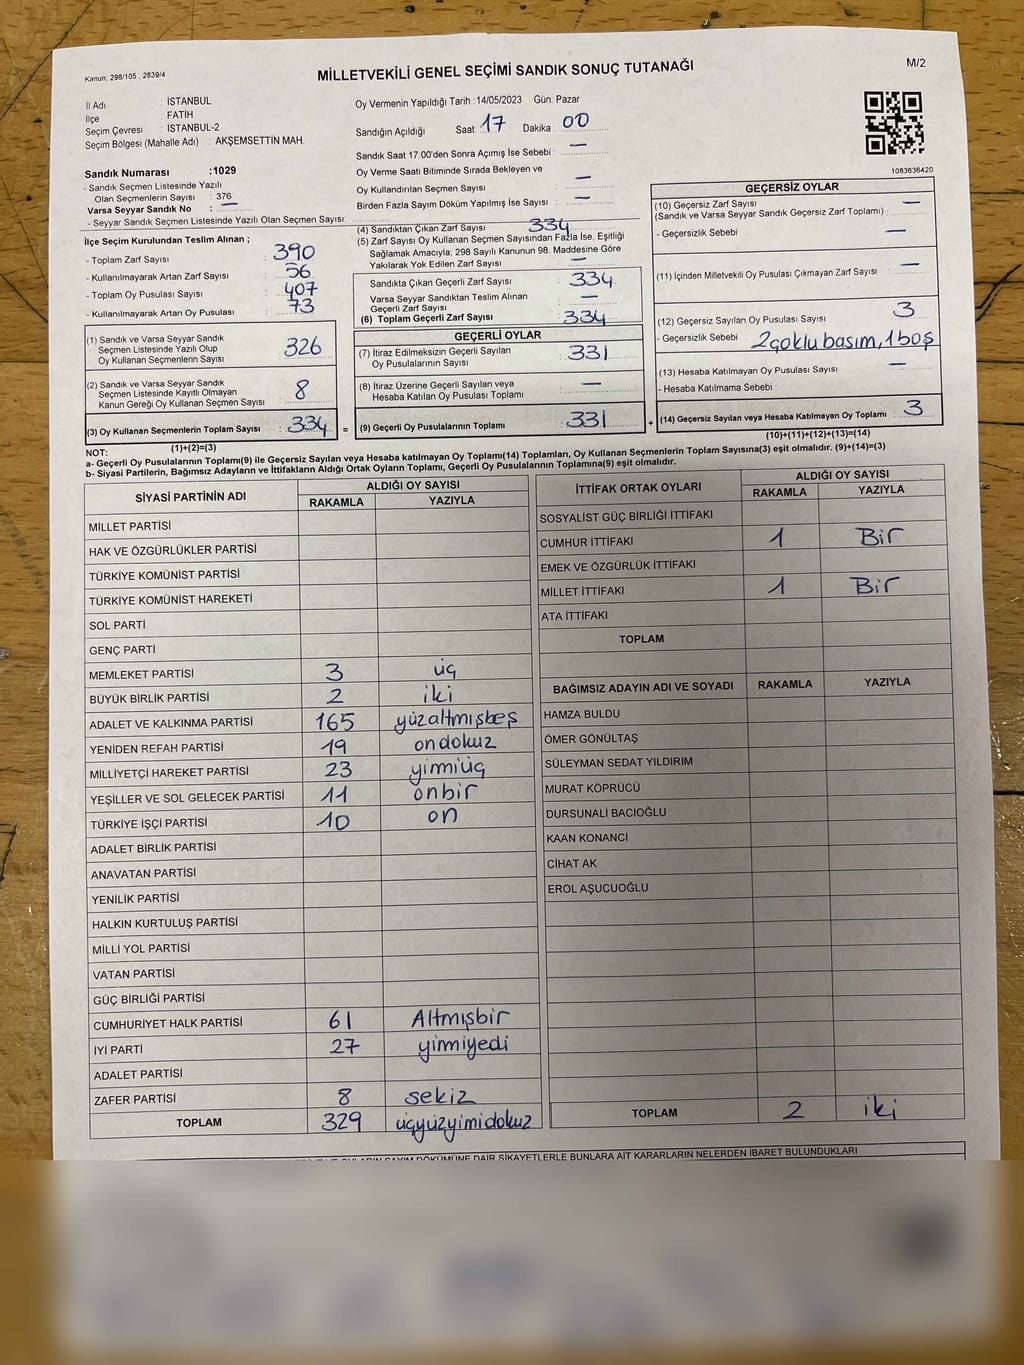 Kanun; 298/105 , 2839/4
MİLLETVEKİLİ GENEL SEÇİMİ SANDIK SONUÇ TUTANAĞI
M/2
İl Adı : İSTANBUL
İlçe FATİH
Seçim Çevresi : İSTANBUL-2
Seçim Bölgesi (Mahalle Adı) : AKŞEMSETTİN MAH.
Oy Vermenin Yapıldığı Tarih :14/05/2023 Gün: Pazar
Sandığın Açıldığı Saat: 17 Dakika: 00
Sandık Saat 17:00'den Sonra Açımış İse Sebebi : —
Oy Verme Saati Bitiminde Sırada Bekleyen ve
Oy Kullandırılan Seçmen Sayısı : —
Birden Fazla Sayım Döküm Yapılmış İse Sayısı : —
1083636420
Sandık Numarası :1029
- Sandık Seçmen Listesinde Yazılı
Olan Seçmenlerin Sayısı : 376
Varsa Seyyar Sandık No : —
- Seyyar Sandık Seçmen Listesinde Yazılı Olan Seçmen Sayısı:
İlçe Seçim Kurulundan Teslim Alınan ;
- Toplam Zarf Sayısı : 390
- Kullanılmayarak Artan Zarf Sayısı : 56
- Toplam Oy Pusulası Sayısı : 407
- Kullanılmayarak Artan Oy Pusulası : 73
(1) Sandık ve Varsa Seyyar Sandık
Seçmen Listesinde Yazılı Olup
Oy Kullanan Seçmenlerin Sayısı : 326
(2) Sandık ve Varsa Seyyar Sandık
Seçmen Listesinde Kayıtlı Olmayan
Kanun Gereği Oy Kullanan Seçmen Sayısı : 8
(3) Oy Kullanan Seçmenlerin Toplam Sayısı : 334
(1)+(2)=(3)
(4) Sandıktan Çıkan Zarf Sayısı : 334
(5) Zarf Sayısı Oy Kullanan Seçmen Sayısından Fazla İse, Eşitliği
Sağlamak Amacıyla; 298 Sayılı Kanunun 98. Maddesine Göre
Yakılarak Yok Edilen Zarf Sayısı : —
Sandıkta Çıkan Geçerli Zarf Sayısı : 334
Varsa Seyyar Sandıktan Teslim Alınan
Geçerli Zarf Sayısı : —
(6) Toplam Geçerli Zarf Sayısı : 334
GEÇERLİ OYLAR
(7) İtiraz Edilmeksizin Geçerli Sayılan
Oy Pusulalarının Sayısı : 331
(8) İtiraz Üzerine Geçerli Sayılan veya
Hesaba Katılan Oy Pusulası Toplamı : —
= (9) Geçerli Oy Pusulalarının Toplamı : 331 +
GEÇERSİZ OYLAR
(10) Geçersiz Zarf Sayısı : —
(Sandık ve Varsa Seyyar Sandık Geçersiz Zarf Toplamı) :
- Geçersizlik Sebebi : —
(11) İçinden Milletvekili Oy Pusulası Çıkmayan Zarf Sayısı : —
(12) Geçersiz Sayılan Oy Pusulası Sayısı : 3
- Geçersizlik Sebebi : 2 çoklu basım, 1 boş
(13) Hesaba Katılmayan Oy Pusulası Sayısı : —
- Hesaba Katılmama Sebebi :
(14) Geçersiz Sayılan veya Hesaba Katılmayan Oy Toplamı : 3
(10)+(11)+(12)+(13)=(14)
NOT:
a- Geçerli Oy Pusulalarının Toplamı(9) ile Geçersiz Sayılan veya Hesaba katılmayan Oy Toplamı(14) Toplamları, Oy Kullanan Seçmenlerin Toplam Sayısına(3) eşit olmalıdır. (9)+(14)=(3)
b- Siyasi Partilerin, Bağımsız Adayların ve İttifakların Aldığı Ortak Oyların Toplamı, Geçerli Oy Pusulalarının Toplamına(9) eşit olmalıdır.
SİYASİ PARTİNİN ADI ALDIĞI OY SAYISI
RAKAMLA YAZIYLA
MİLLET PARTİSİ
HAK VE ÖZGÜRLÜKLER PARTİSİ
TÜRKİYE KOMÜNİST PARTİSİ
TÜRKİYE KOMÜNİST HAREKETİ
SOL PARTİ
GENÇ PARTİ
MEMLEKET PARTİSİ 3 üç
BÜYÜK BİRLİK PARTİSİ 2 iki
ADALET VE KALKINMA PARTİSİ 165 yüzaltmışbeş
YENİDEN REFAH PARTİSİ 19 ondokuz
MİLLİYETÇİ HAREKET PARTİSİ 23 yirmiüç
YEŞİLLER VE SOL GELECEK PARTİSİ 11 onbir
TÜRKİYE İŞÇİ PARTİSİ 10 on
ADALET BİRLİK PARTİSİ
ANAVATAN PARTİSİ
YENİLİK PARTİSİ
HALKIN KURTULUŞ PARTİSİ
MİLLİ YOL PARTİSİ
VATAN PARTİSİ
GÜÇ BİRLİĞİ PARTİSİ
CUMHURİYET HALK PARTİSİ 61 Altmışbir
İYİ PARTİ 27 yirmiyedi
ADALET PARTİSİ
ZAFER PARTİSİ 8 sekiz
TOPLAM 329 üçyüzyimidokuz
İTTİFAK ORTAK OYLARI ALDIĞI OY SAYISI
RAKAMLA YAZIYLA
SOSYALİST GÜÇ BİRLİĞİ İTTİFAKI
CUMHUR İTTİFAKI 1 Bir
EMEK VE ÖZGÜRLÜK İTTİFAKI
MİLLET İTTİFAKI 1 Bir
ATA İTTİFAKI
TOPLAM
BAĞIMSIZ ADAYIN ADI VE SOYADI RAKAMLA YAZIYLA
HAMZA BULDU
ÖMER GÖNÜLTAŞ
SÜLEYMAN SEDAT YILDIRIM
MURAT KÖPRÜCÜ
DURSUNALİ BACIOĞLU
KAAN KONANCİ
CİHAT AK
EROL AŞUCUOĞLU
TOPLAM 2 iki
OYLARIN SAYIM DÖKÜMÜNE DAİR ŞİKAYETLERLE BUNLARA AİT KARARLARIN NELERDEN İBARET BULUNDUKLARI